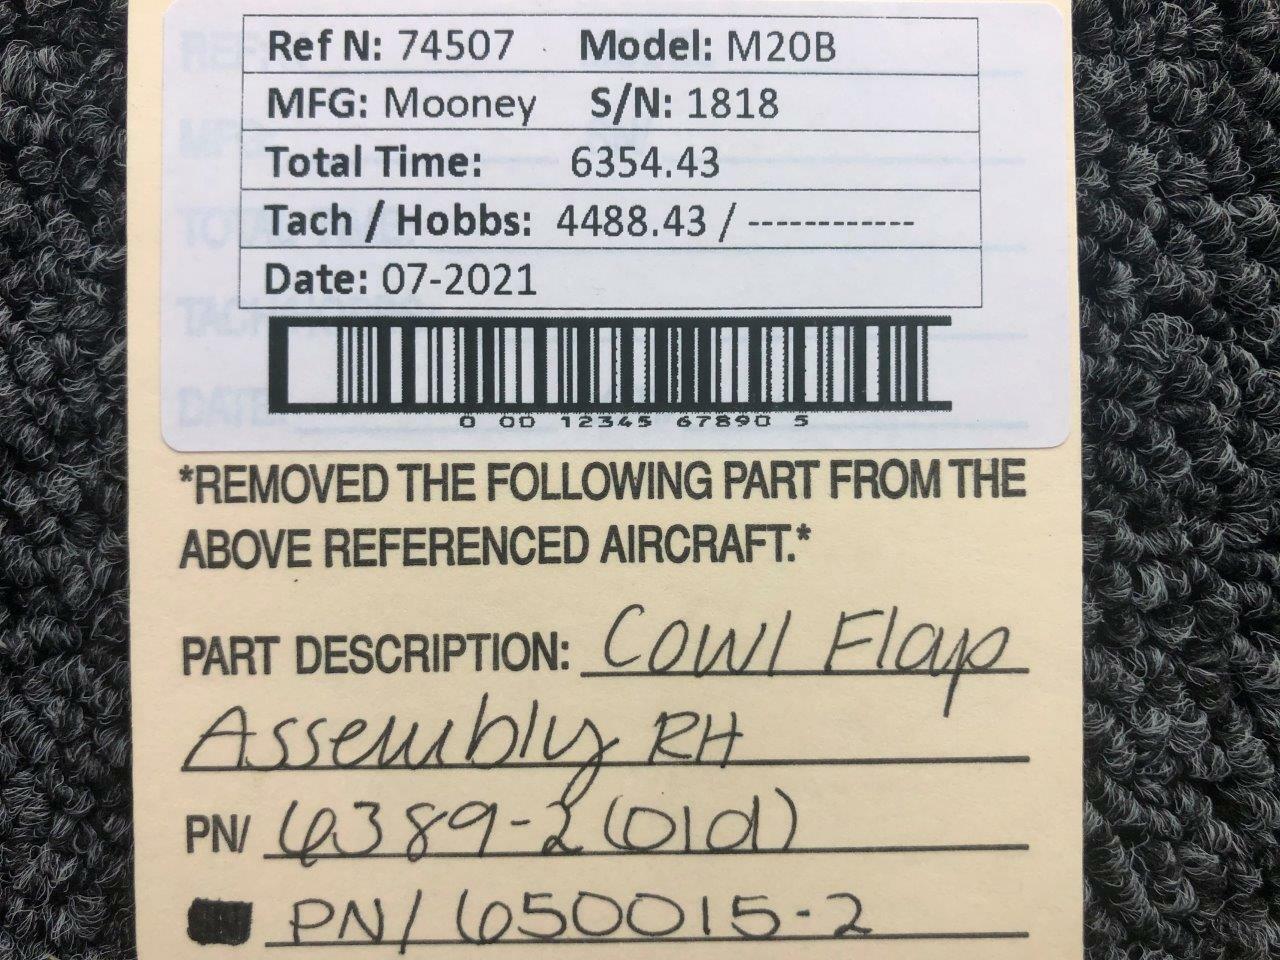 Ref N: 74507 Model: M20B
MFG: Mooney S/N: 1818
Total Time: 6354.43
Tach / Hobbs: 4488.43 / ------------
Date: 07-2021
0 00 12345 67890 5
*REMOVED THE FOLLOWING PART FROM THE
ABOVE REFERENCED AIRCRAFT.*
PART DESCRIPTION: Cowl Flap
Assembly RH
PN/ 6389-2 (old)
PN/ 650015-2